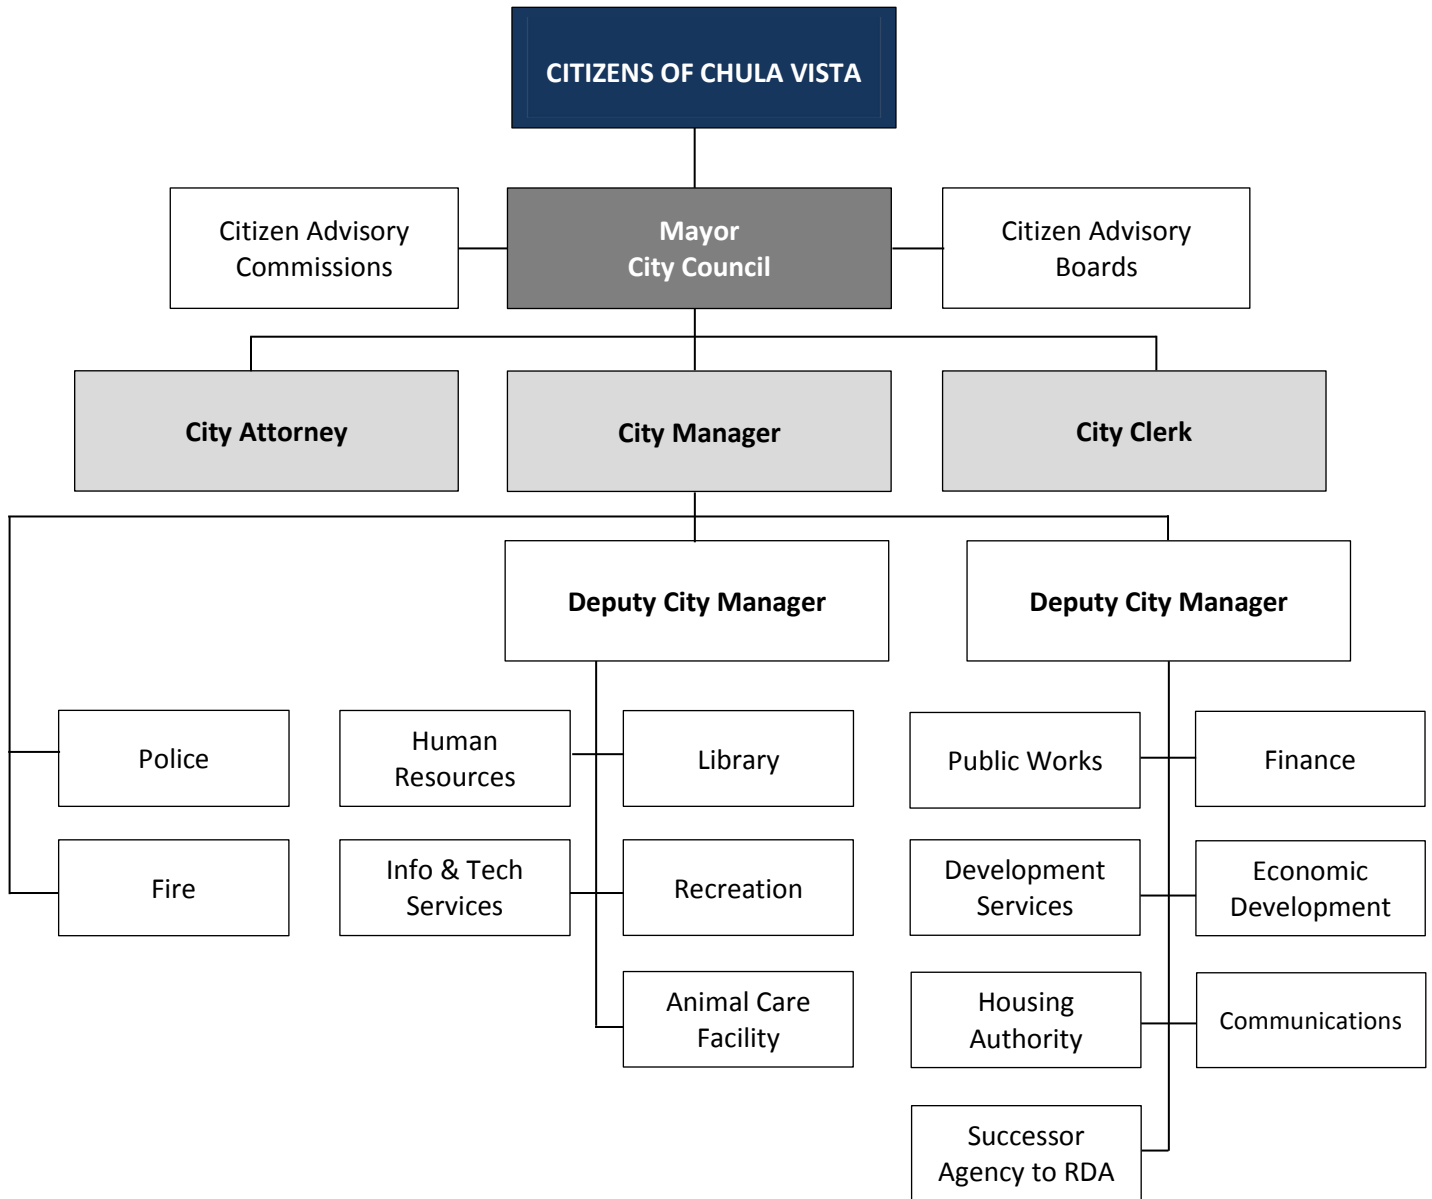 CITIZENS OF CHULA VISTA
Citizen Advisory
Commissions
Mayor
City Council
Citizen Advisory
Boards
City Attorney
City Manager
City Clerk
Deputy City Manager
Deputy City Manager
Police
Human
Resources
Library
Public Works
Finance
Fire
Info & Tech
Services
Recreation
Development
Services
Economic
Development
Animal Care
Facility
Housing
Authority
Communications
Successor
Agency to RDA